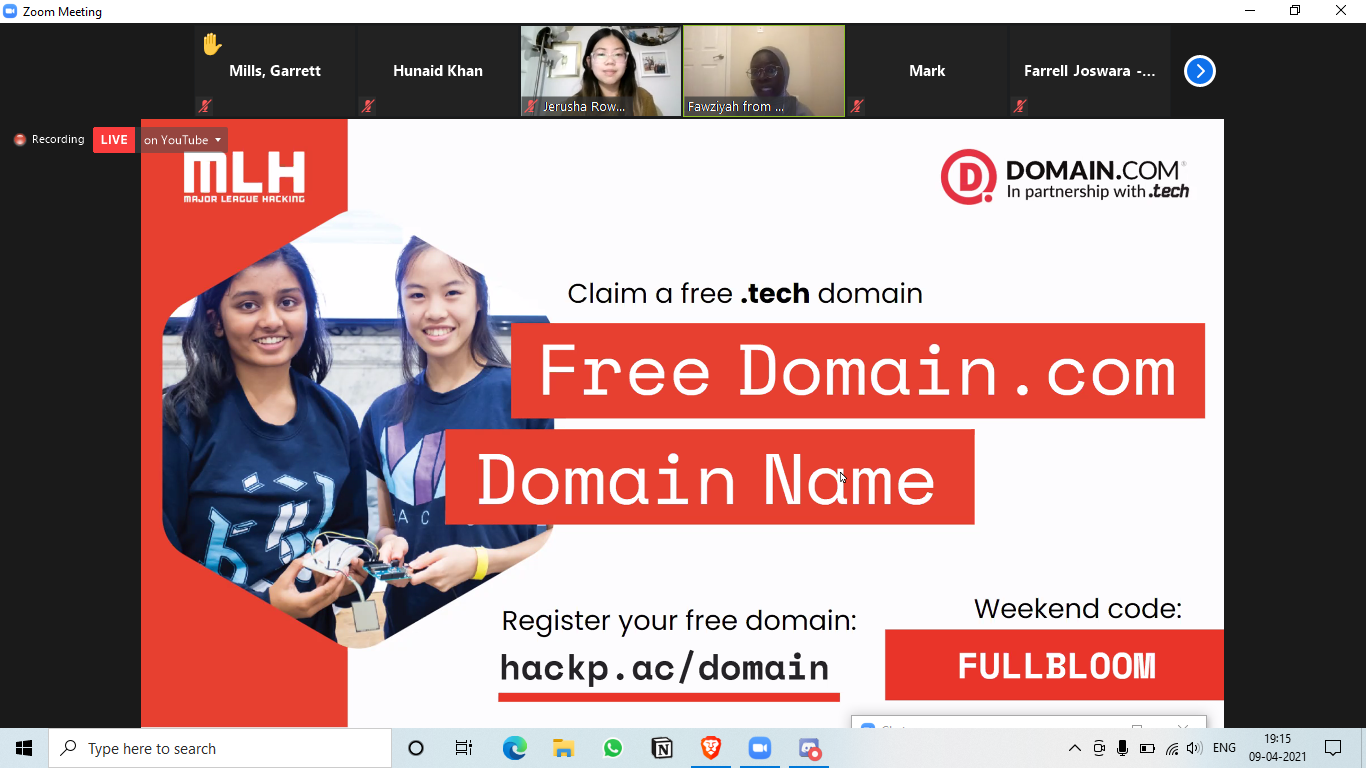 Zoom Meeting
Mills, Garrett
Hunaid Khan
Jerusha Row...
Fawziyah from ...
Mark
Farrell Joswara -...
Recording
LIVE
on YouTube
MLH
MAJOR LEAGUE HACKING
DOMAIN.COM
In partnership with .tech
Claim a free .tech domain
Free Domain.com
Domain Name
Register your free domain:
hackp.ac/domain
Weekend code:
FULLBLOOM
Type here to search
ENG
19:15
09-04-2021